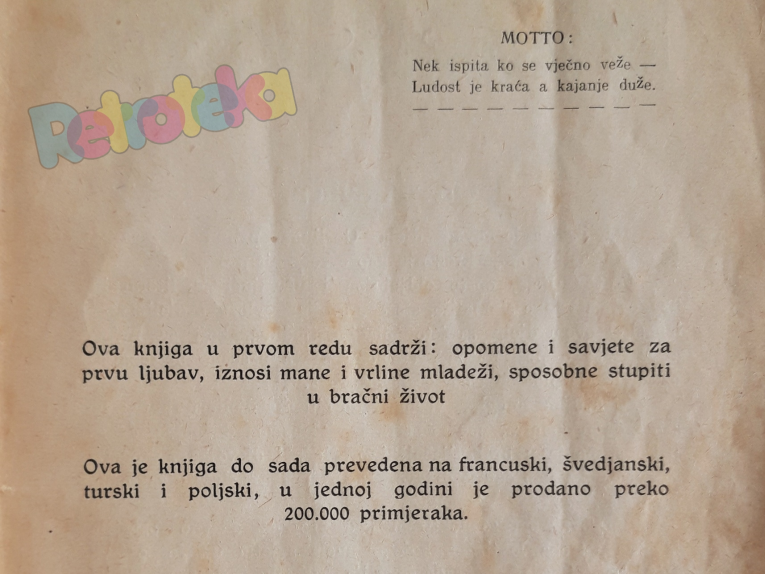 MOTTO:
Nek ispita ko se vječno veže —
Ludost je kraća a kajanje duže.
Retroteka
Ova knjiga u prvom redu sadrži: opomene i savjete za
prvu ljubav, iznosi mane i vrline mladeži, sposobne stupiti
u bračni život
Ova je knjiga do sada prevedena na francuski, švedjanski,
turski i poljski, u jednoj godini je prodano preko
200.000 primjeraka.